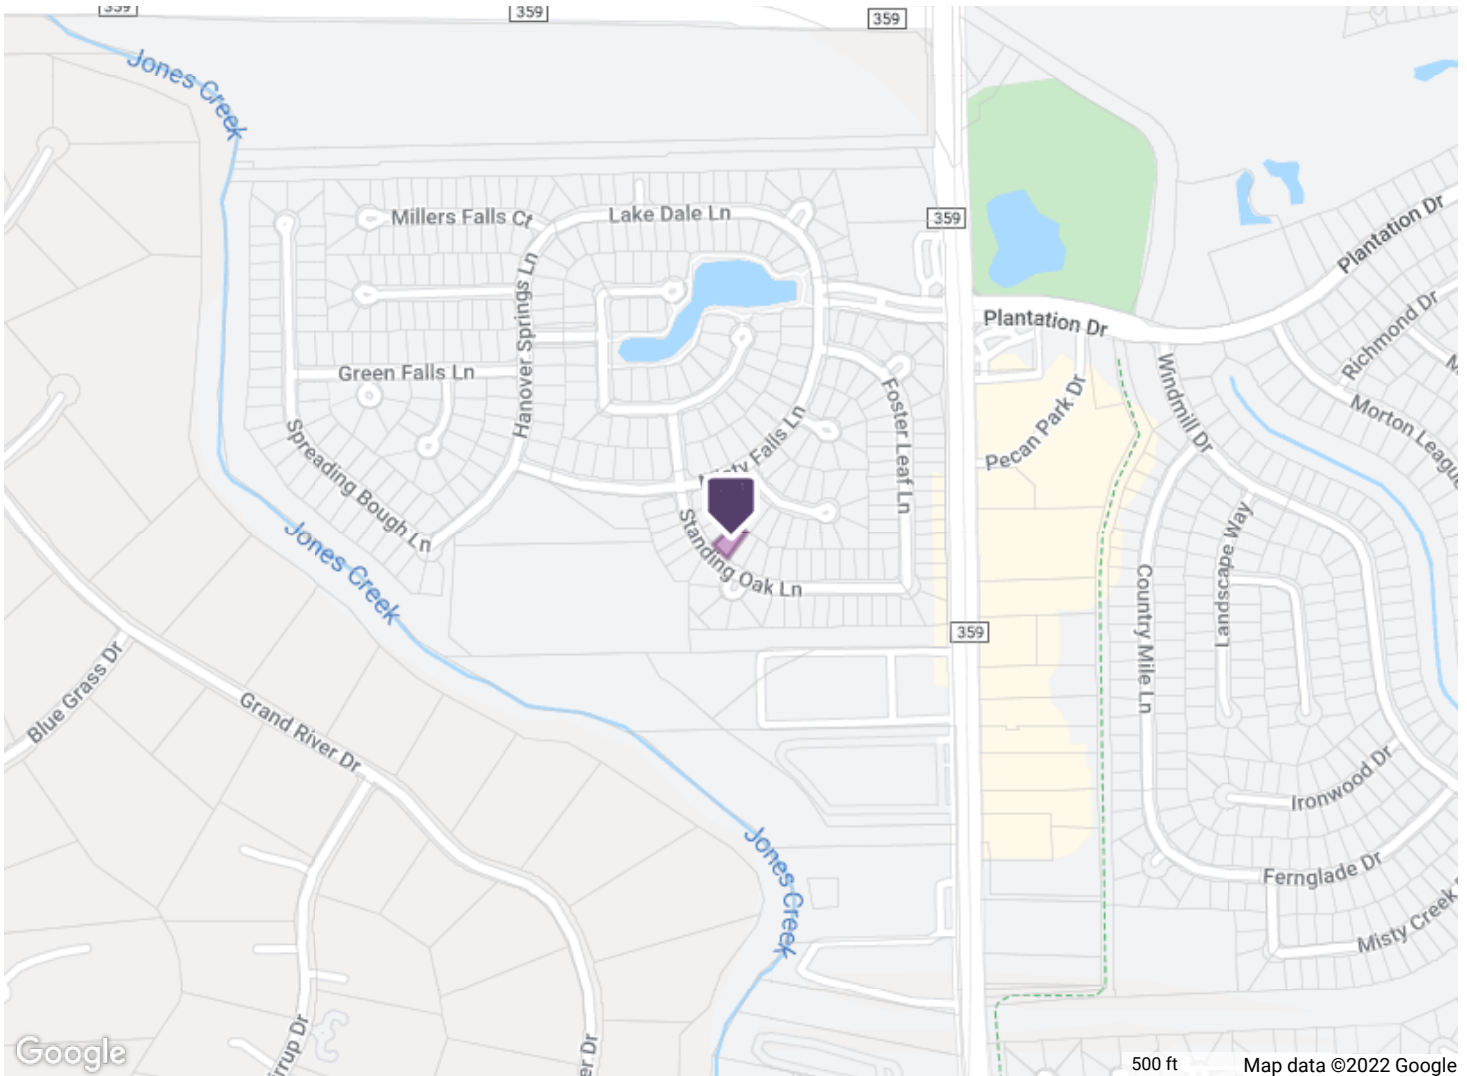 359
359
359
Jones Creek
Millers Falls Ct
Lake Dale Ln
359
Plantation Dr
Plantation Dr
Richmond Dr
Hanover Springs Ln
Green Falls Ln
Windmill Dr
Foster Leaf Ln
Pecan Park Dr
Morton League
Falls Ln
Spreading Bough Ln
Standing Oak Ln
Landscape Way
Jones Creek
Country Mile Ln
359
Blue Grass Dr
Grand River Dr
Ironwood Dr
Jones Creek
Fernglade Dr
Misty Creek
Dr
Dr
Google
500 ft
Map data ©2022 Google